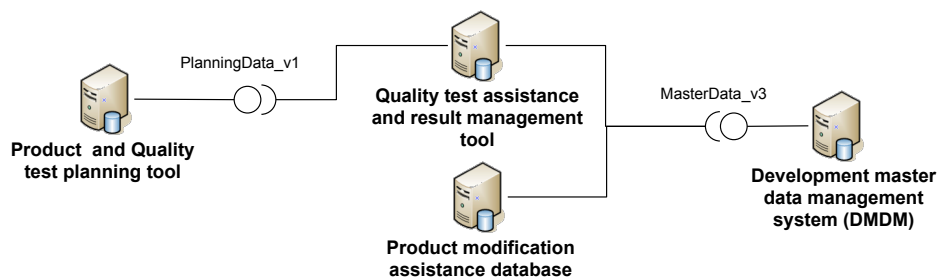 PlanningData_v1
Product and Quality
test planning tool
Quality test assistance
and result management
tool
Product modification
assistance database
MasterData_v3
Development master
data management
system (DMDM)